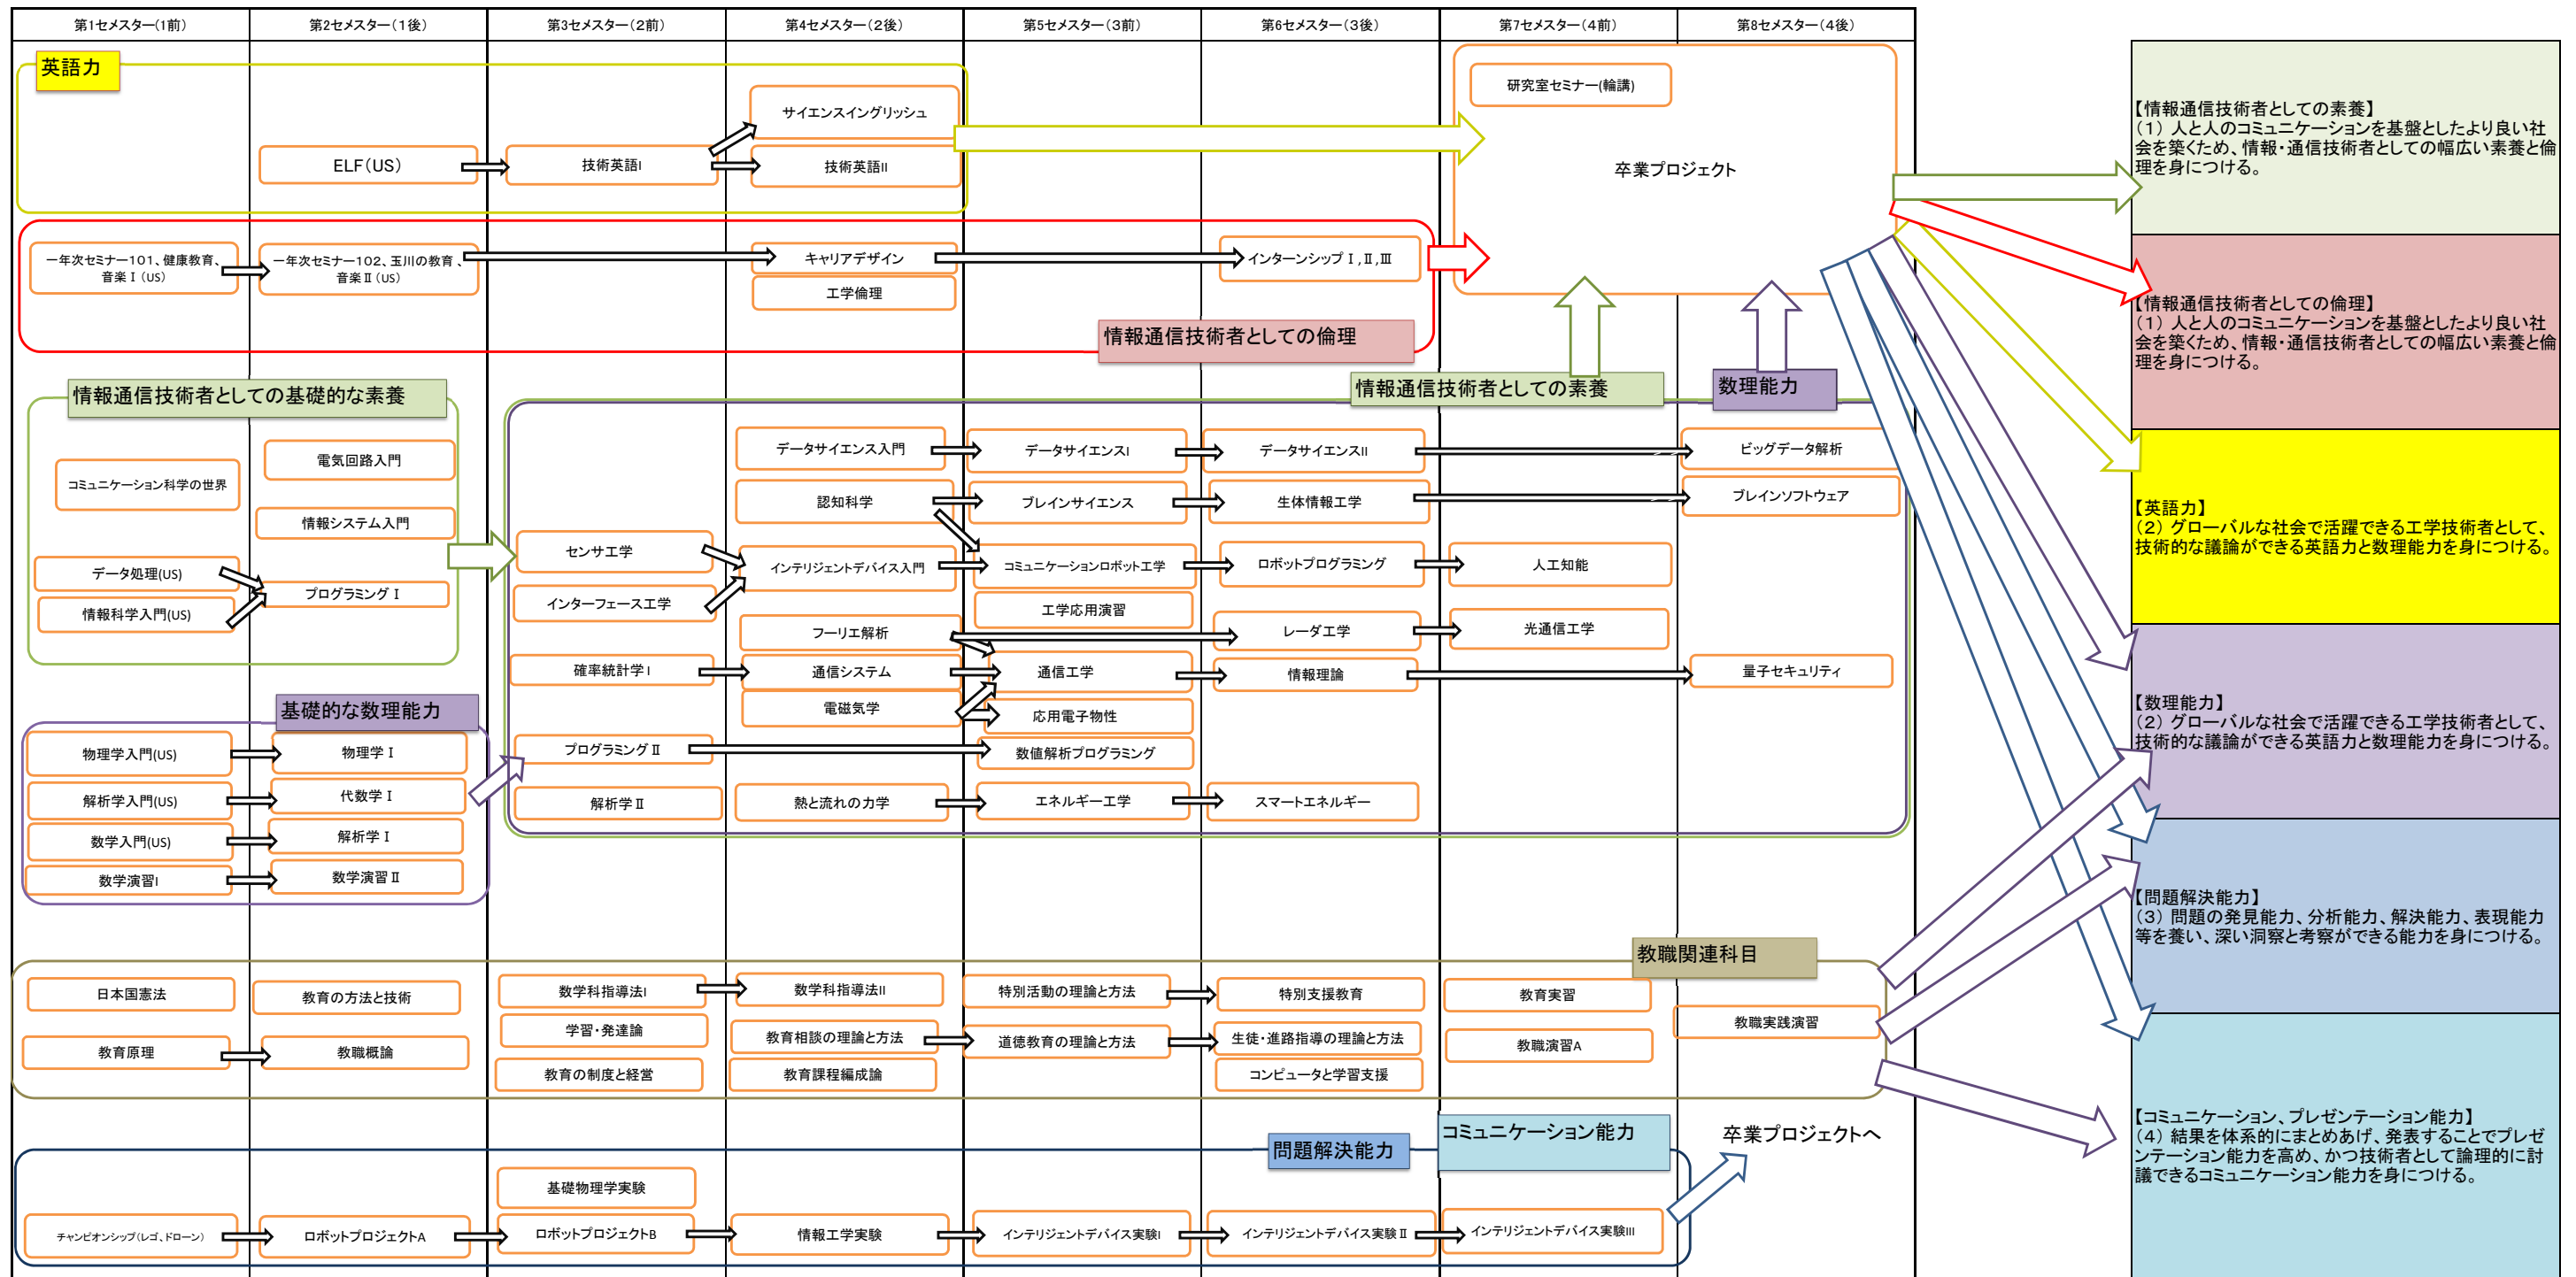 第1セメスター(1前)
第2セメスター(1後)
第3セメスター(2前)
第4セメスター(2後)
第5セメスター(3前)
第6セメスター(3後)
第7セメスター(4前)
第8セメスター(4後)
英語力
サイエンスイングリッシュ
ELF(US)
技術英語I
技術英語II
研究室セミナー(輪講)
卒業プロジェクト
一年次セミナー101、健康教育、
音楽Ⅰ(US)
一年次セミナー102、玉川の教育、
音楽Ⅱ(US)
キャリアデザイン
工学倫理
インターンシップⅠ,Ⅱ,Ⅲ
情報通信技術者としての倫理
情報通信技術者としての基礎的な素養
情報通信技術者としての素養
数理能力
コミュニケーション科学の世界
電気回路入門
情報システム入門
データ処理(US)
情報科学入門(US)
プログラミングⅠ
データサイエンス入門
データサイエンスI
データサイエンスII
ビッグデータ解析
認知科学
ブレインサイエンス
生体情報工学
ブレインソフトウェア
センサ工学
インターフェース工学
インテリジェントデバイス入門
コミュニケーションロボット工学
ロボットプログラミング
人工知能
工学応用演習
フーリエ解析
レーダ工学
光通信工学
確率統計学Ⅰ
通信システム
通信工学
情報理論
量子セキュリティ
電磁気学
応用電子物性
プログラミングⅡ
数値解析プログラミング
解析学Ⅱ
熱と流れの力学
エネルギー工学
スマートエネルギー
基礎的な数理能力
物理学入門(US)
物理学Ⅰ
解析学入門(US)
代数学Ⅰ
数学入門(US)
解析学Ⅰ
数学演習I
数学演習Ⅱ
教職関連科目
日本国憲法
教育の方法と技術
数学科指導法I
数学科指導法II
特別活動の理論と方法
特別支援教育
教育実習
教職実践演習
学習・発達論
教育原理
教職概論
教育相談の理論と方法
道徳教育の理論と方法
生徒・進路指導の理論と方法
教職演習A
教育の制度と経営
教育課程編成論
コンピュータと学習支援
問題解決能力
コミュニケーション能力
卒業プロジェクトへ
基礎物理学実験
チャンピオンシップ(レゴ、ドローン)
ロボットプロジェクトA
ロボットプロジェクトB
情報工学実験
インテリジェントデバイス実験I
インテリジェントデバイス実験Ⅱ
インテリジェントデバイス実験III
【情報通信技術者としての素養】
(1) 人と人のコミュニケーションを基盤としたより良い社
会を築くため、情報・通信技術者としての幅広い素養と倫
理を身につける。
【情報通信技術者としての倫理】
(1) 人と人のコミュニケーションを基盤としたより良い社
会を築くため、情報・通信技術者としての幅広い素養と倫
理を身につける。
【英語力】
(2) グローバルな社会で活躍できる工学技術者として、
技術的な議論ができる英語力と数理能力を身につける。
【数理能力】
(2) グローバルな社会で活躍できる工学技術者として、
技術的な議論ができる英語力と数理能力を身につける。
【問題解決能力】
(3) 問題の発見能力、分析能力、解決能力、表現能力
等を養い、深い洞察と考察ができる能力を身につける。
【コミュニケーション、プレゼンテーション能力】
(4) 結果を体系的にまとめあげ、発表することでプレゼ
ンテーション能力を高め、かつ技術者として論理的に討
議できるコミュニケーション能力を身につける。